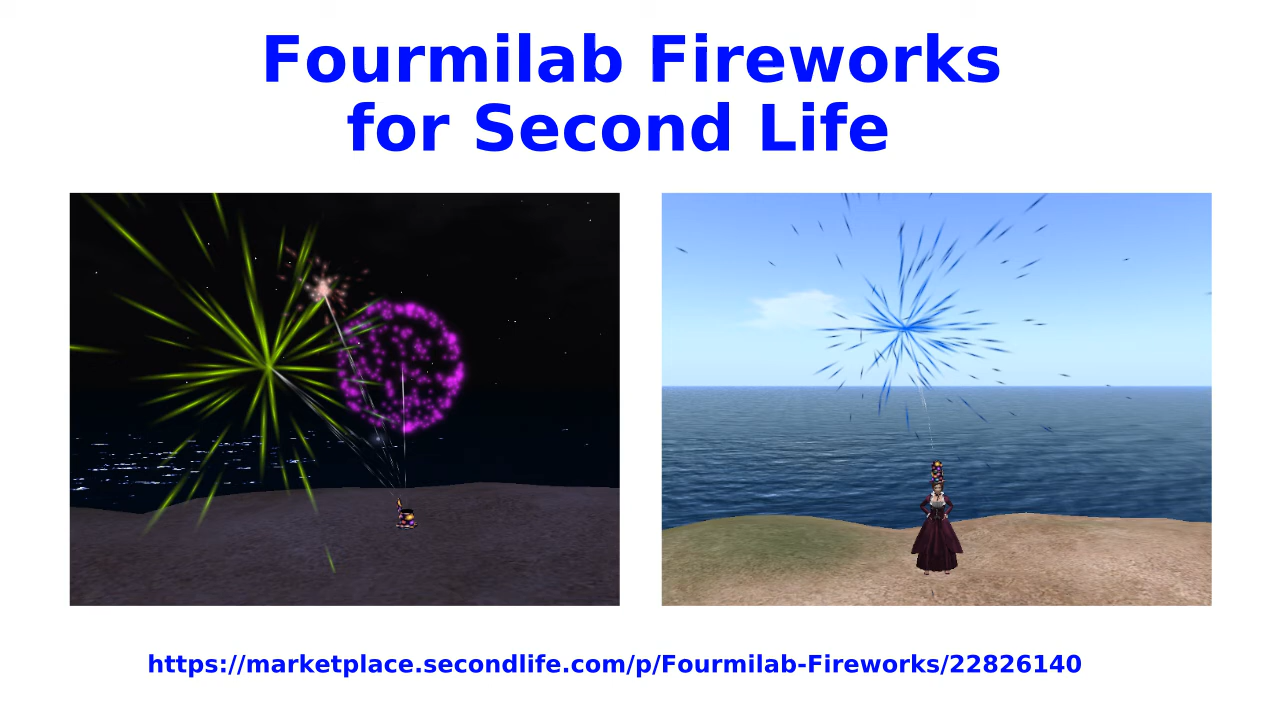 Fourmilab Fireworks
for Second Life
https://marketplace.secondlife.com/p/Fourmilab-Fireworks/22826140